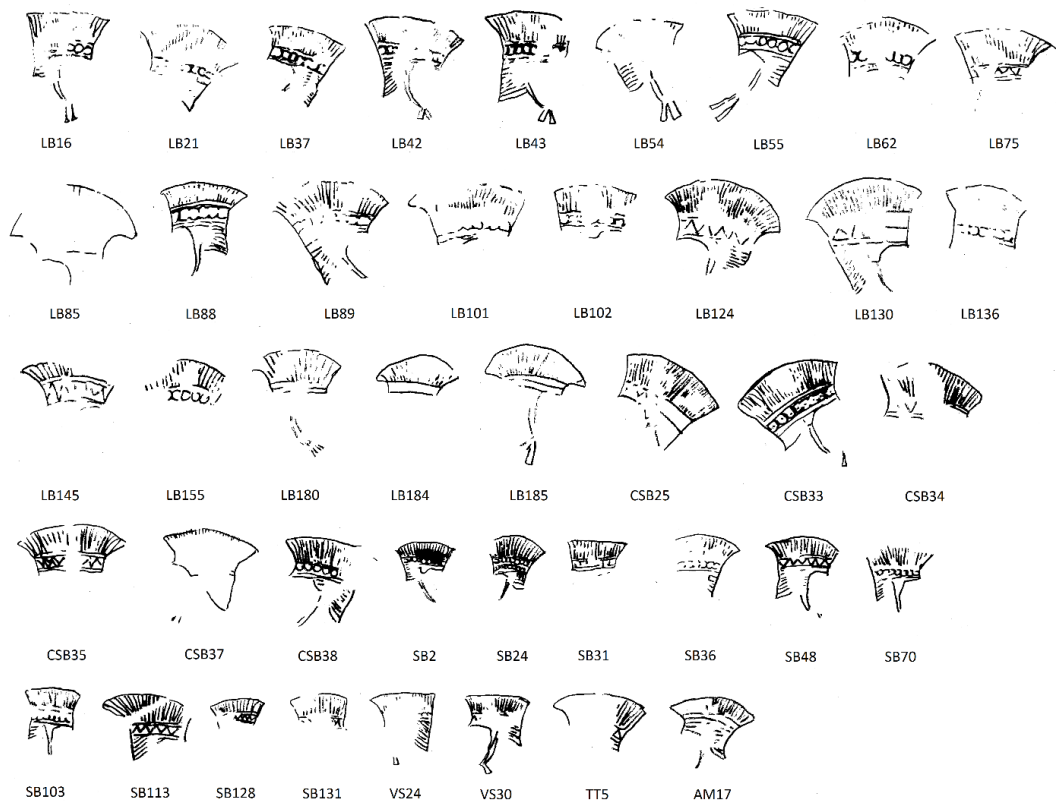 LB16 LB21 LB37 LB42 LB43 LB54 LB55 LB62 LB75
LB85 LB88 LB89 LB101 LB102 LB124 LB130 LB136
LB145 LB155 LB180 LB184 LB185 CSB25 CSB33 CSB34
CSB35 CSB37 CSB38 SB2 SB24 SB31 SB36 SB48 SB70
SB103 SB113 SB128 SB131 VS24 VS30 TT5 AM17